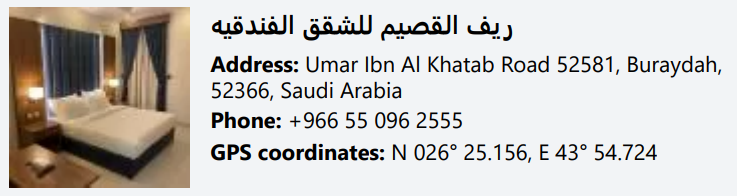 ريف القصيم للشقق الفندقيه
Address: Umar Ibn Al Khatab Road 52581, Buraydah,
52366, Saudi Arabia
Phone: +966 55 096 2555
GPS coordinates: N 026° 25.156, E 43° 54.724